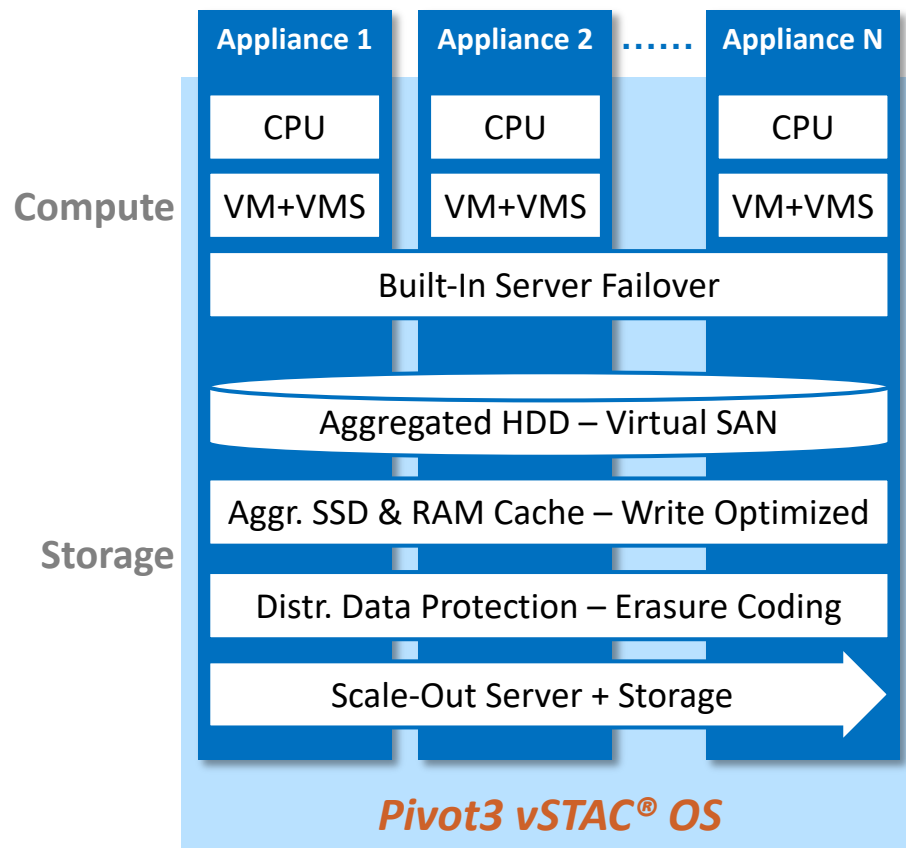 Appliance 1
Appliance 2
......
Appliance N
CPU
CPU
CPU
Compute
VM+VMS
VM+VMS
VM+VMS
Built-In Server Failover
Aggregated HDD – Virtual SAN
Aggr. SSD & RAM Cache – Write Optimized
Storage
Distr. Data Protection – Erasure Coding
Scale-Out Server + Storage
Pivot3 vSTAC® OS